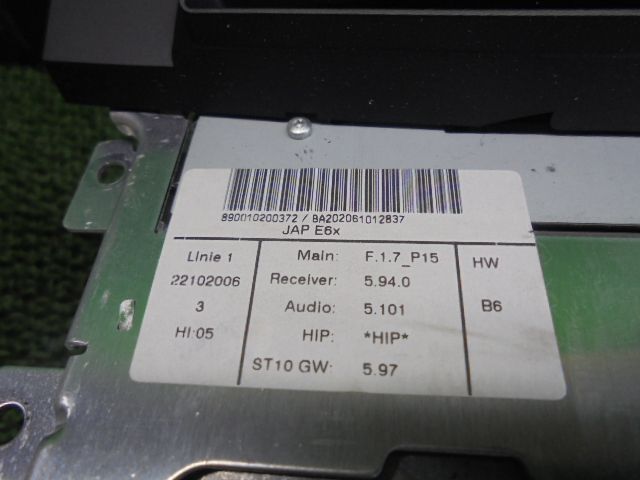 890010200372 / BA202061012837
JAP E6x
Linie 1
22102006
3
HI:05
Main: F.1.7_P15
Receiver: 5.94.0
Audio: 5.101
HIP: *HIP*
ST10 GW: 5.97
HW
B6